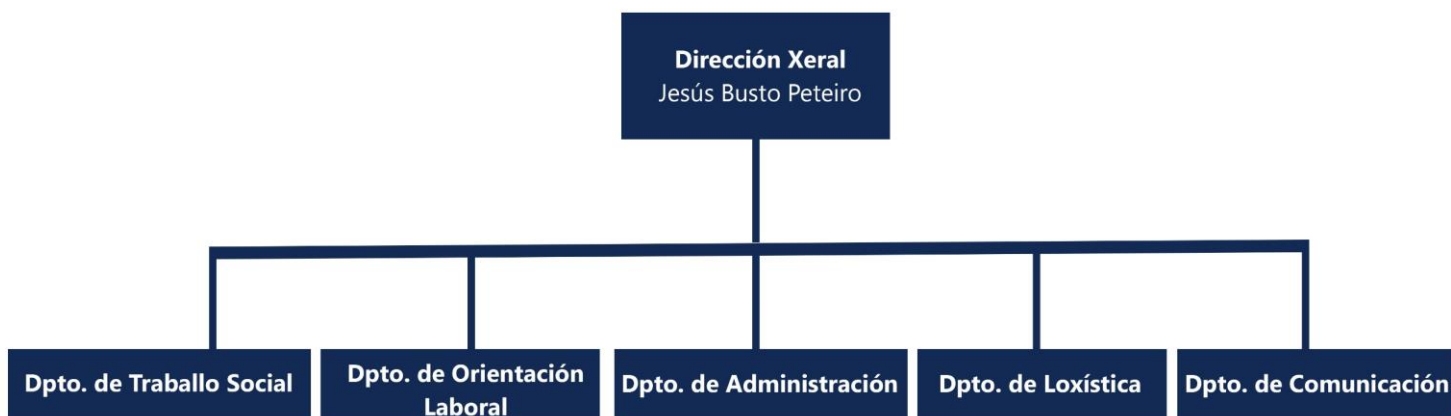 Dirección Xeral
Jesús Busto Peteiro
Dpto. de Traballo Social
Dpto. de Orientación
Laboral
Dpto. de Administración
Dpto. de Loxística
Dpto. de Comunicación